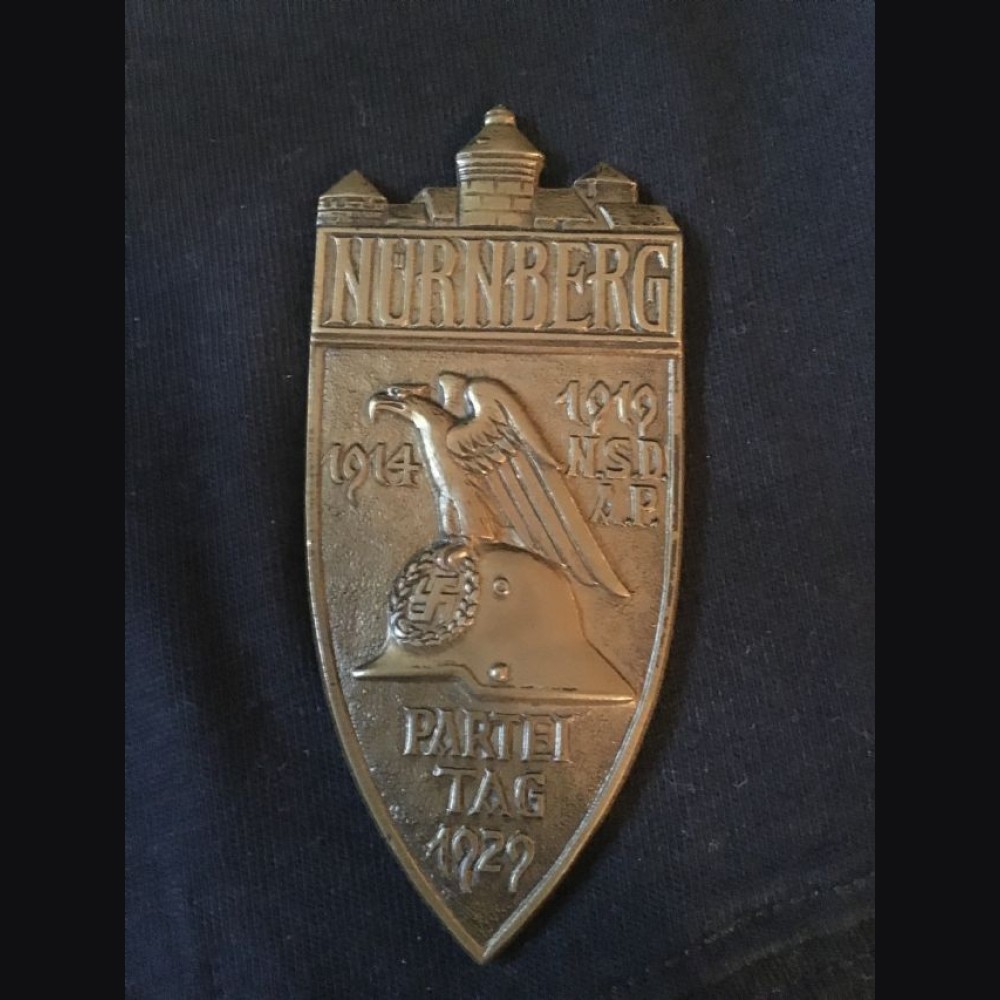 NÜRNBERG
1914
1919
N.S.D.
A.P.
PARTEI
TAG
1929